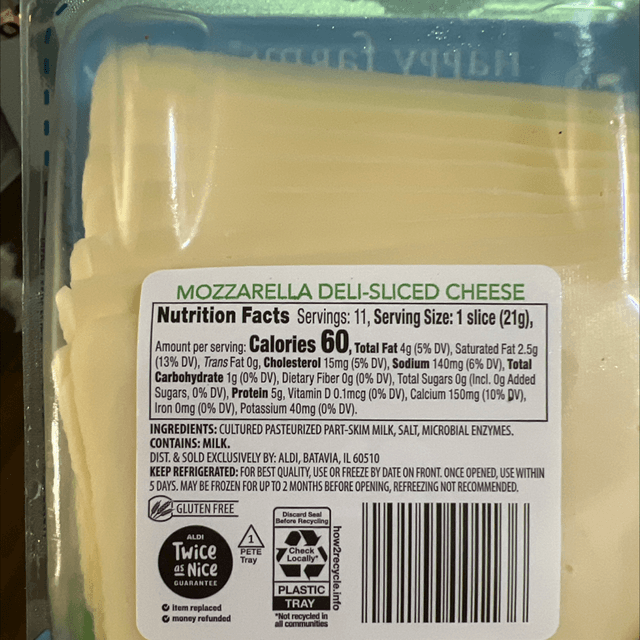 happy farms
MOZZARELLA DELI-SLICED CHEESE
Nutrition Facts Servings: 11, Serving Size: 1 slice (21g),
Amount per serving: Calories 60, Total Fat 4g (5% DV), Saturated Fat 2.5g
(13% DV), Trans Fat 0g, Cholesterol 15mg (5% DV), Sodium 140mg (6% DV), Total
Carbohydrate 1g (0% DV), Dietary Fiber 0g (0% DV), Total Sugars 0g (Incl. 0g Added
Sugars, 0% DV), Protein 5g, Vitamin D 0.1mcg (0% DV), Calcium 150mg (10% DV),
Iron 0mg (0% DV), Potassium 40mg (0% DV).
INGREDIENTS: CULTURED PASTEURIZED PART-SKIM MILK, SALT, MICROBIAL ENZYMES.
CONTAINS: MILK.
DIST. & SOLD EXCLUSIVELY BY: ALDI, BATAVIA, IL 60510
KEEP REFRIGERATED: FOR BEST QUALITY, USE OR FREEZE BY DATE ON FRONT. ONCE OPENED, USE WITHIN
5 DAYS. MAY BE FROZEN FOR UP TO 2 MONTHS BEFORE OPENING, REFREEZING NOT RECOMMENDED.
GLUTEN FREE
ALDI
Twice
as Nice
GUARANTEE
Item replaced
money refunded
1
PETE
Tray
Discard Seal
Before Recycling
Check
Locally*
PLASTIC
TRAY
*Not recycled in
all communities
how2recycle.info